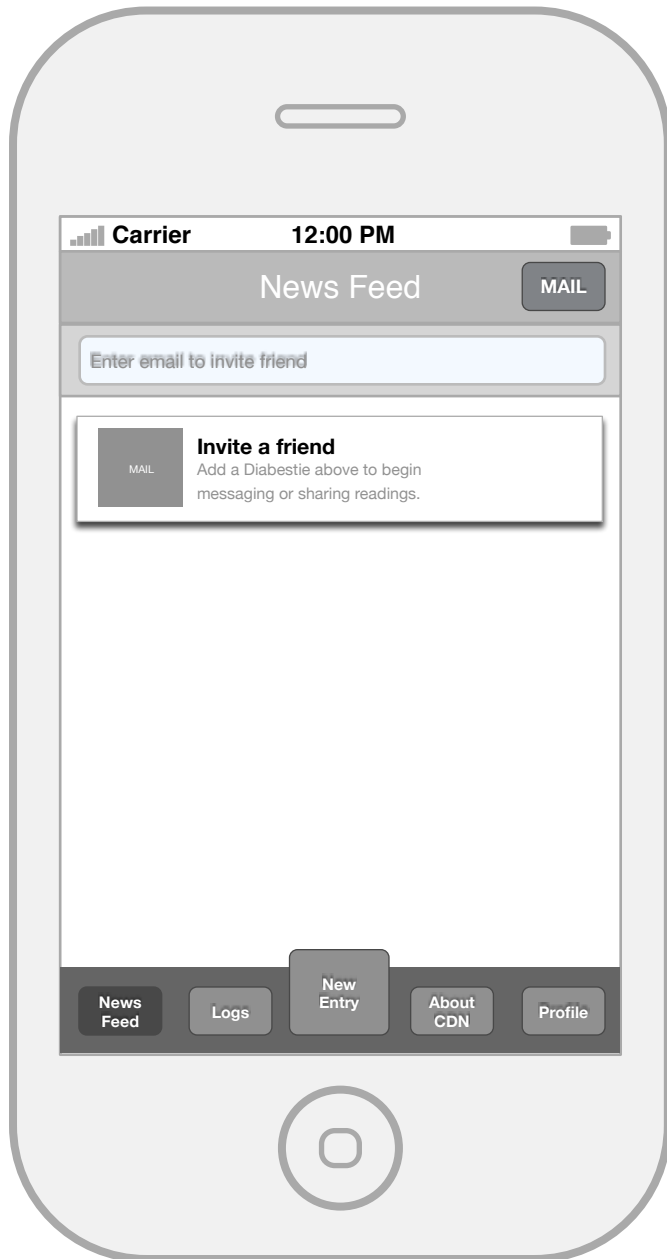 Carrier 12:00 PM
News Feed MAIL
Enter email to invite friend
MAIL
Invite a friend
Add a Diabestie above to begin
messaging or sharing readings.
News
Feed
Logs
New
Entry
About
CDN
Profile